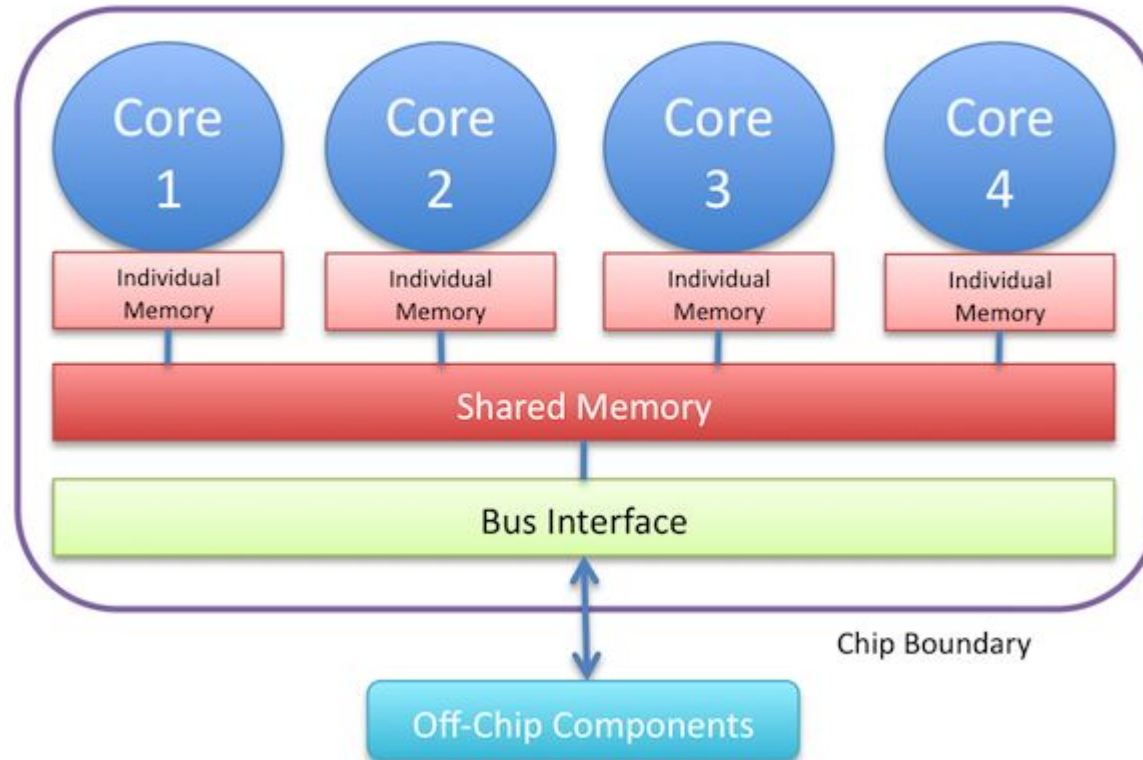 Core
1
Core
2
Core
3
Core
4
Individual
Memory
Individual
Memory
Individual
Memory
Individual
Memory
Shared Memory
Bus Interface
Chip Boundary
Off-Chip Components